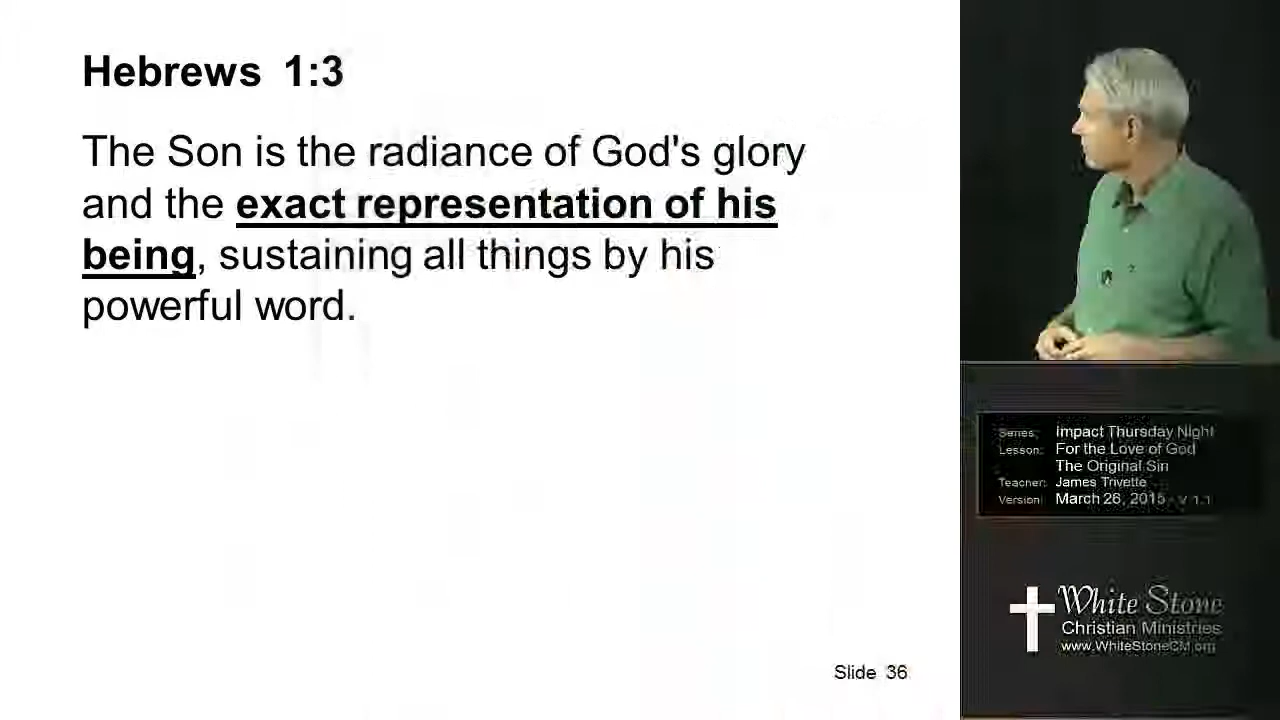 Hebrews 1:3
The Son is the radiance of God's glory
and the exact representation of his
being, sustaining all things by his
powerful word.
Slide 36
Series: Impact Thursday Night
Lesson: For the Love of God
The Original Sin
Teacher: James Trivette
Version: March 26, 2015 - V 1.1
White Stone
Christian Ministries
www.WhiteStoneCM.org